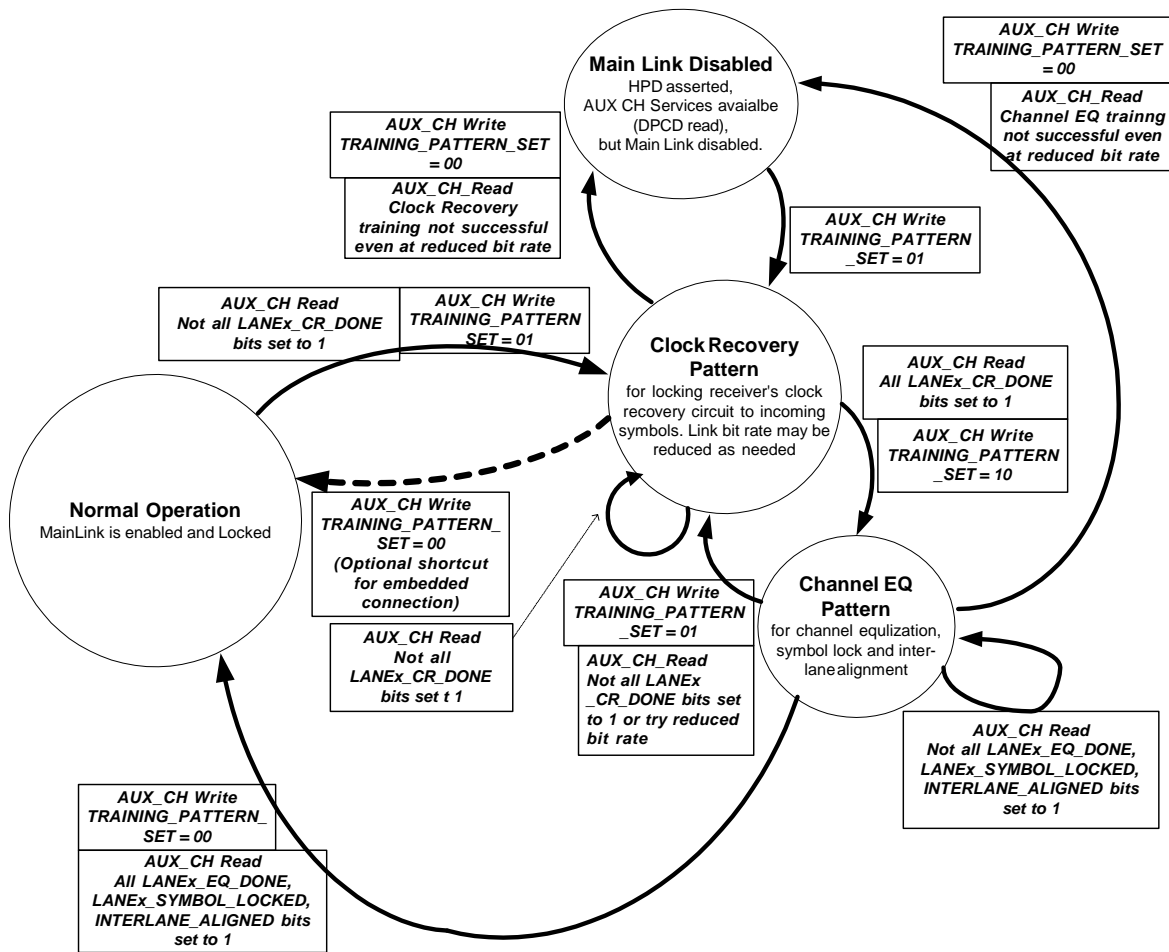 AUX_CH Write
TRAINING_PATTERN_SET
= 00
AUX_CH_Read
Channel EQ trainng
not successful even
at reduced bit rate
Main Link Disabled
HPD asserted,
AUX CH Services avaialbe
(DPCD read),
but Main Link disabled.
AUX_CH Write
TRAINING_PATTERN_SET
= 00
AUX_CH_Read
Clock Recovery
training not successful
even at reduced bit rate
AUX_CH Write
TRAINING_PATTERN
_SET = 01
AUX_CH Read
Not all LANEx_CR_DONE
bits set to 1
AUX_CH Write
TRAINING_PATTERN
_SET = 01
Clock Recovery
Pattern
for locking receiver's clock
recovery circuit to incoming
symbols. Link bit rate may be
reduced as needed
AUX_CH Read
All LANEx_CR_DONE
bits set to 1
AUX_CH Write
TRAINING_PATTERN
_SET = 10
Normal Operation
MainLink is enabled and Locked
AUX_CH Write
TRAINING_PATTERN_
SET = 00
(Optional shortcut
for embedded
connection)
AUX_CH Read
Not all
LANEx_CR_DONE
bits set t 1
AUX_CH Write
TRAINING_PATTERN
_SET = 01
AUX_CH_Read
Not all LANEx
_CR_DONE bits set
to 1 or try reduced
bit rate
Channel EQ
Pattern
for channel equlization,
symbol lock and inter-
lane alignment
AUX_CH Read
Not all LANEx_EQ_DONE,
LANEx_SYMBOL_LOCKED,
INTERLANE_ALIGNED bits
set to 1
AUX_CH Write
TRAINING_PATTERN_
SET = 00
AUX_CH Read
All LANEx_EQ_DONE,
LANEx_SYMBOL_LOCKED,
INTERLANE_ALIGNED bits
set to 1